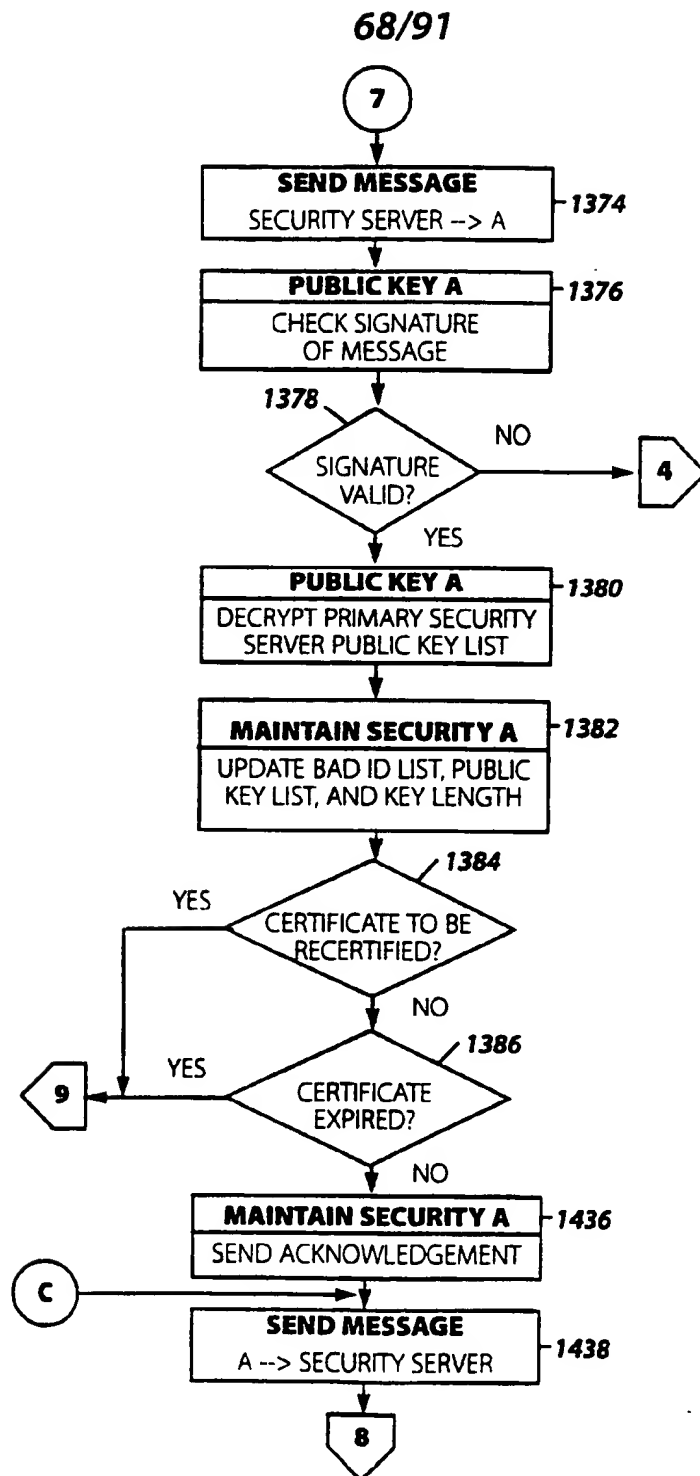 68/91
7
SEND MESSAGE
SECURITY SERVER --> A
1374
PUBLIC KEY A
1376
CHECK SIGNATURE
OF MESSAGE
1378
SIGNATURE
VALID?
NO
4
YES
PUBLIC KEY A
1380
DECRYPT PRIMARY SECURITY
SERVER PUBLIC KEY LIST
MAINTAIN SECURITY A
1382
UPDATE BAD ID LIST, PUBLIC
KEY LIST, AND KEY LENGTH
1384
YES
CERTIFICATE TO BE
RECERTIFIED?
NO
1386
YES
9
CERTIFICATE
EXPIRED?
NO
MAINTAIN SECURITY A
1436
SEND ACKNOWLEDGEMENT
C
SEND MESSAGE
A --> SECURITY SERVER
1438
8